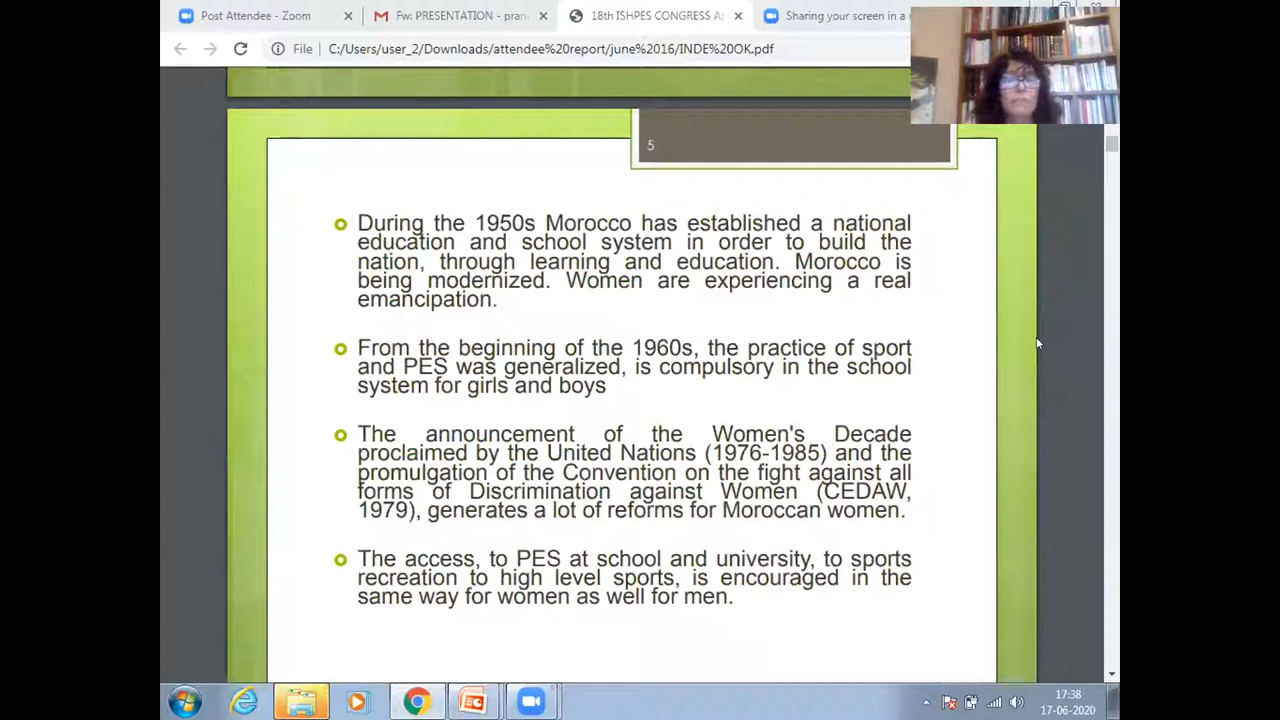 Post Attendee - Zoom
Fw: PRESENTATION - pran
18th ISHPES CONGRESS A
Sharing your screen in a
File
C:/Users/user_2/Downloads/attendee%20report/june%2016/INDE%20OK.pdf
5
During the 1950s Morocco has established a national
education and school system in order to build the
nation, through learning and education. Morocco is
being modernized. Women are experiencing a real
emancipation.
From the beginning of the 1960s, the practice of sport
and PES was generalized, is compulsory in the school
system for girls and boys
The announcement of the Women's Decade
proclaimed by the United Nations (1976-1985) and the
promulgation of the Convention on the fight against all
forms of Discrimination against Women (CEDAW,
1979), generates a lot of reforms for Moroccan women.
The access, to PES at school and university, to sports
recreation to high level sports, is encouraged in the
same way for women as well for men.
17:38
17-06-2020